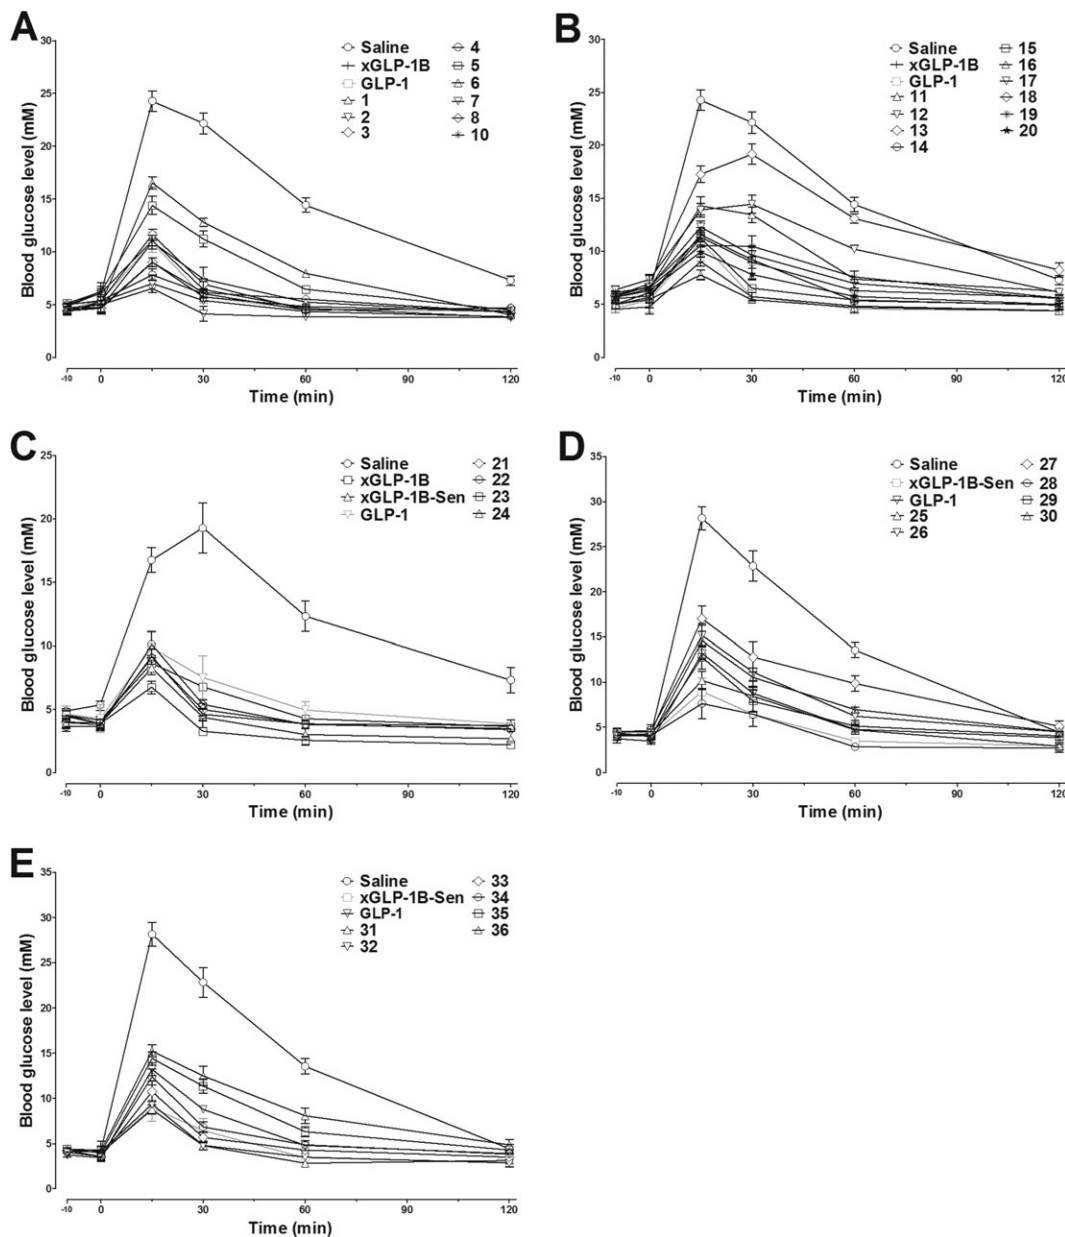 A
Blood glucose level (mM)
30
25
20
15
10
5
0
-10 0 30 60 90 120
Time (min)
Saline
xGLP-1B
GLP-1
1
2
3
4
5
6
7
8
10
B
Blood glucose level (mM)
30
25
20
15
10
5
0
-10 0 30 60 90 120
Time (min)
Saline
xGLP-1B
GLP-1
11
12
13
14
15
16
17
18
19
20
C
Blood glucose level (mM)
25
20
15
10
5
0
-10 0 30 60 90 120
Time (min)
Saline
xGLP-1B
xGLP-1B-Sen
GLP-1
21
22
23
24
D
Blood glucose level (mM)
35
30
25
20
15
10
5
0
-10 0 30 60 90 120
Time (min)
Saline
xGLP-1B-Sen
GLP-1
25
26
27
28
29
30
E
Blood glucose level (mM)
35
30
25
20
15
10
5
0
-10 0 30 60 90 120
Time (min)
Saline
xGLP-1B-Sen
GLP-1
31
32
33
34
35
36